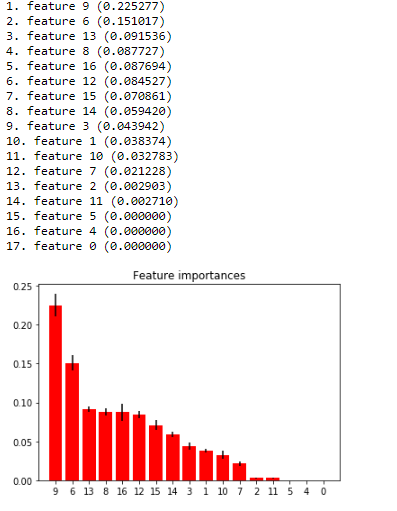 1. feature 9 (0.225277)
2. feature 6 (0.151017)
3. feature 13 (0.091536)
4. feature 8 (0.087727)
5. feature 16 (0.087694)
6. feature 12 (0.084527)
7. feature 15 (0.070861)
8. feature 14 (0.059420)
9. feature 3 (0.043942)
10. feature 1 (0.038374)
11. feature 10 (0.032783)
12. feature 7 (0.021228)
13. feature 2 (0.002903)
14. feature 11 (0.002710)
15. feature 5 (0.000000)
16. feature 4 (0.000000)
17. feature 0 (0.000000)
Feature importances
0.25
0.20
0.15
0.10
0.05
0.00
9 6 13 8 16 12 15 14 3 1 10 7 2 11 5 4 0